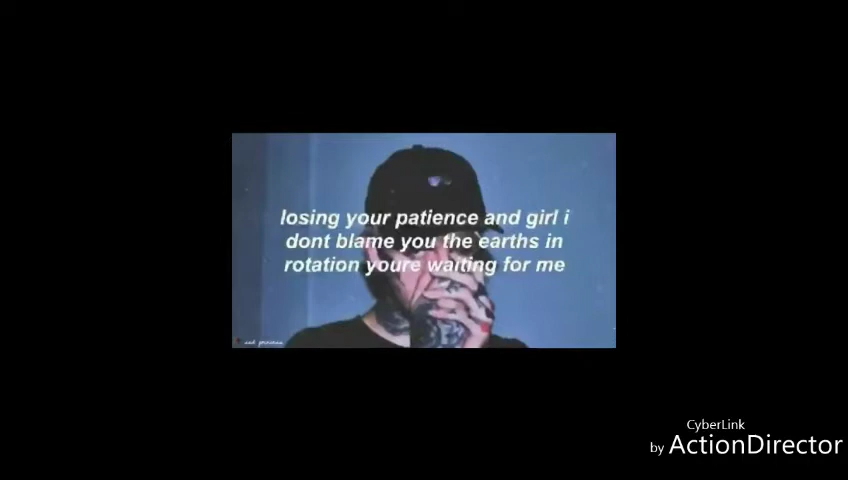 losing your patience and girl i
dont blame you the earths in
rotation youre waiting for me
CyberLink
by ActionDirector